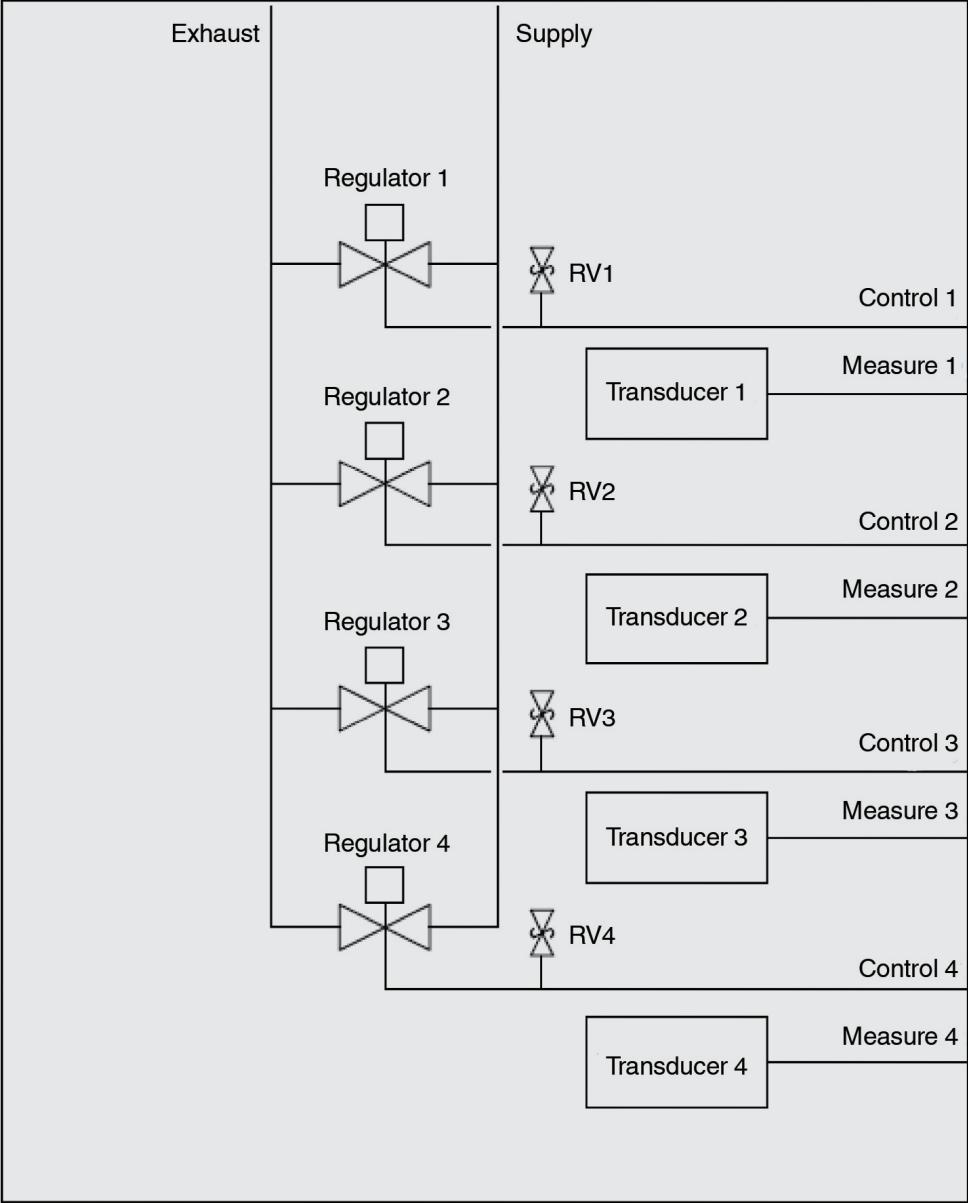 Exhaust
Supply
Regulator 1
RV1
Control 1
Measure 1
Transducer 1
Regulator 2
RV2
Control 2
Measure 2
Transducer 2
Regulator 3
RV3
Control 3
Measure 3
Transducer 3
Regulator 4
RV4
Control 4
Measure 4
Transducer 4